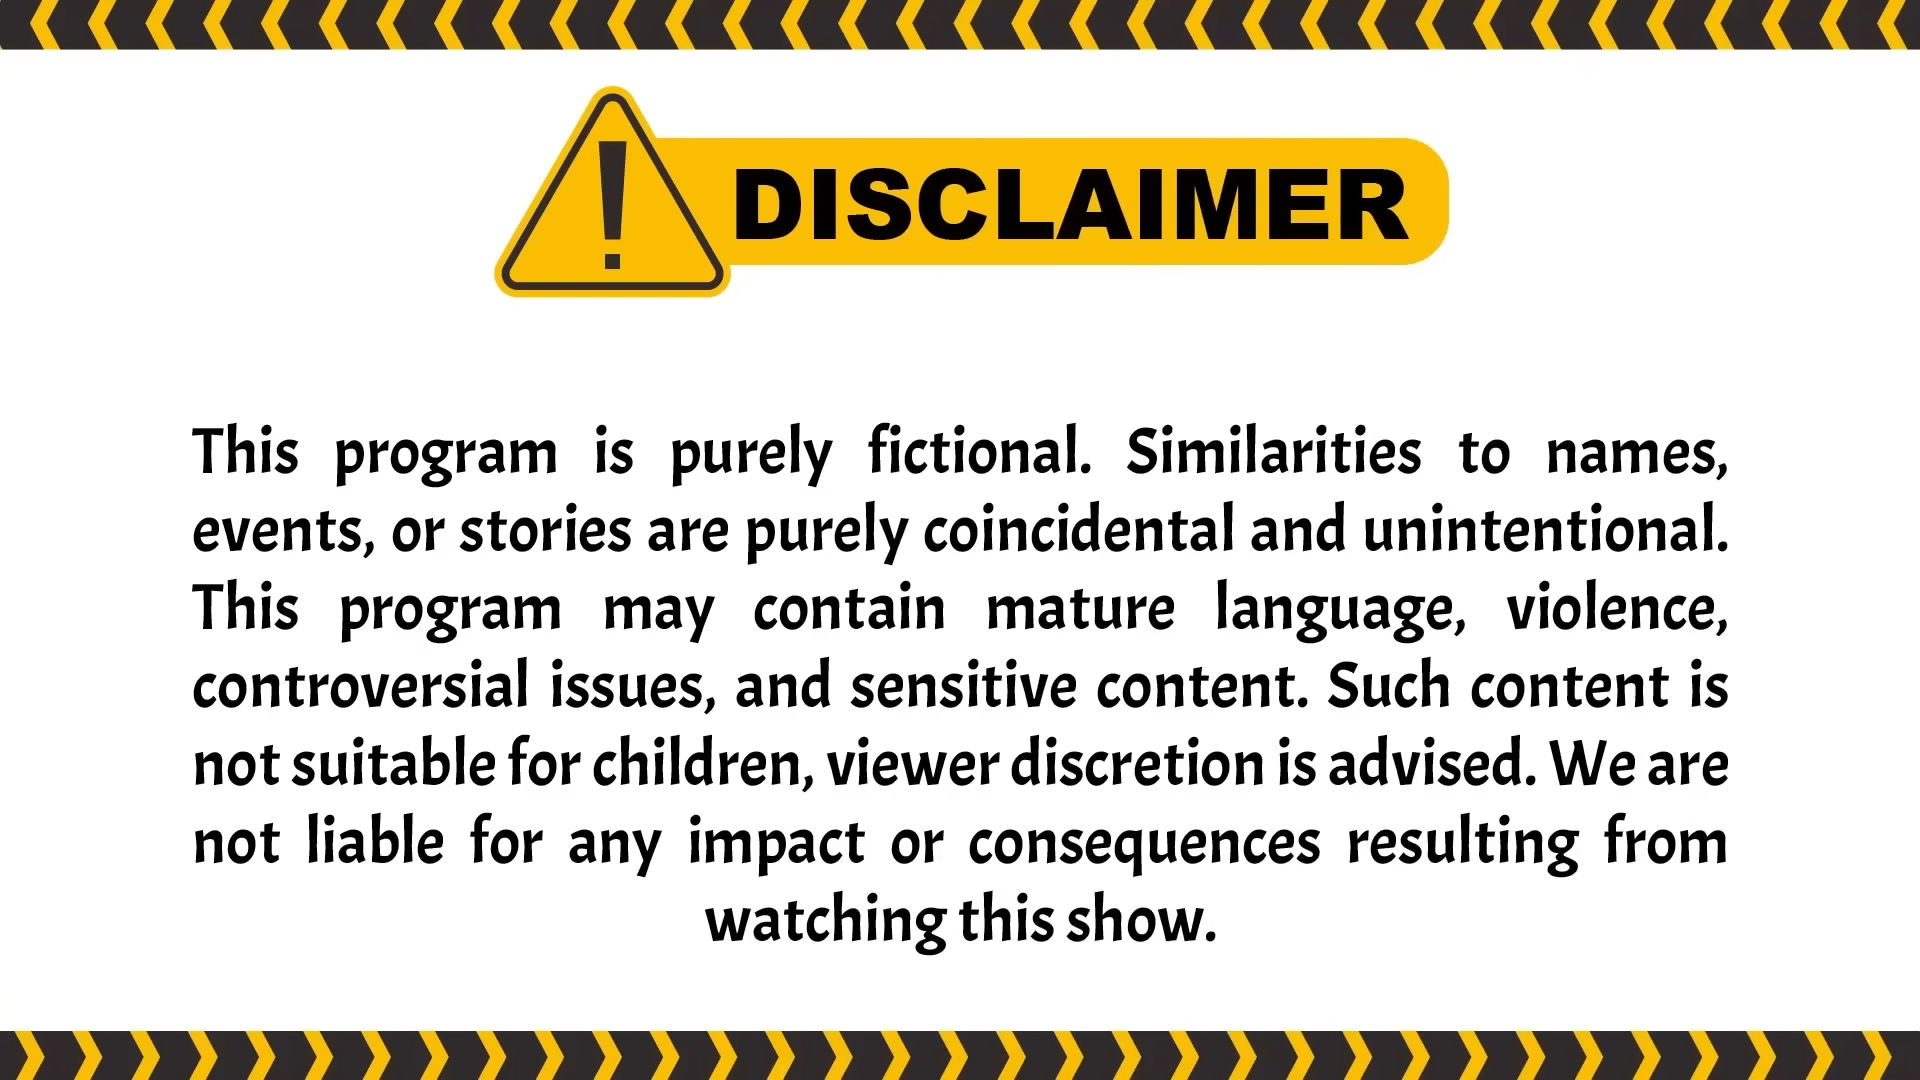 DISCLAIMER
This program is purely fictional. Similarities to names,
events, or stories are purely coincidental and unintentional.
This program may contain mature language, violence,
controversial issues, and sensitive content. Such content is
not suitable for children, viewer discretion is advised. We are
not liable for any impact or consequences resulting from
watching this show.